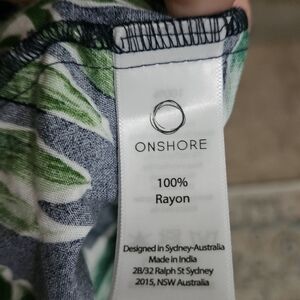 ONSHORE
100%
Rayon
Designed in Sydney-Australia
Made in India
2B/32 Ralph St Sydney
2015, NSW Australia